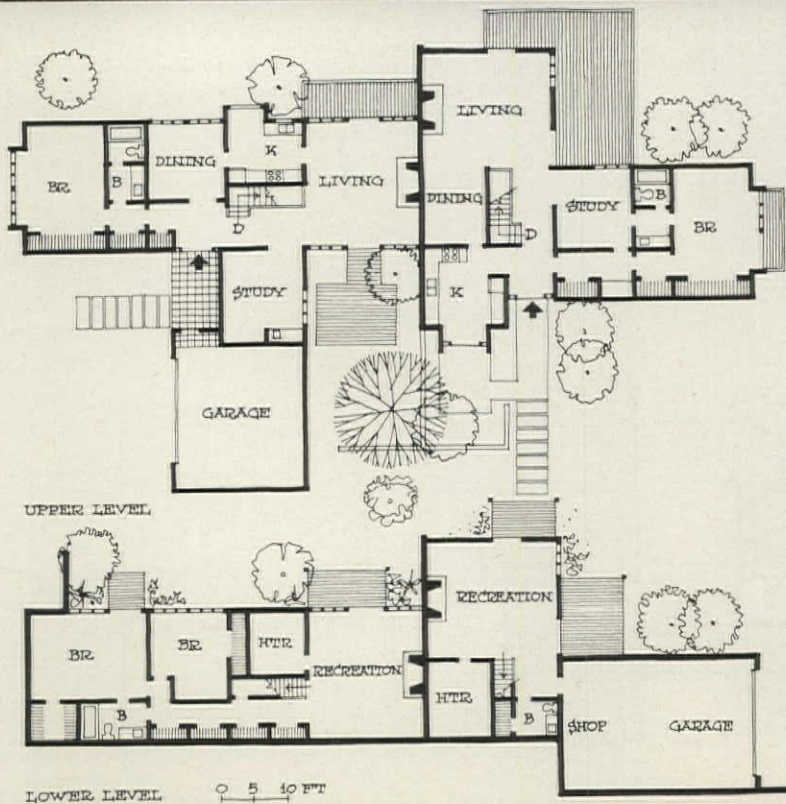 LIVING
BR
B
DINING
K
LIVING
DINING
STUDY
B
BR
D
D
STUDY
K
GARAGE
UPPER LEVEL
RECREATION
BR
BR
HTR
RECREATION
HTR
B
B
SHOP
GARAGE
LOWER LEVEL
0 5 10 FT